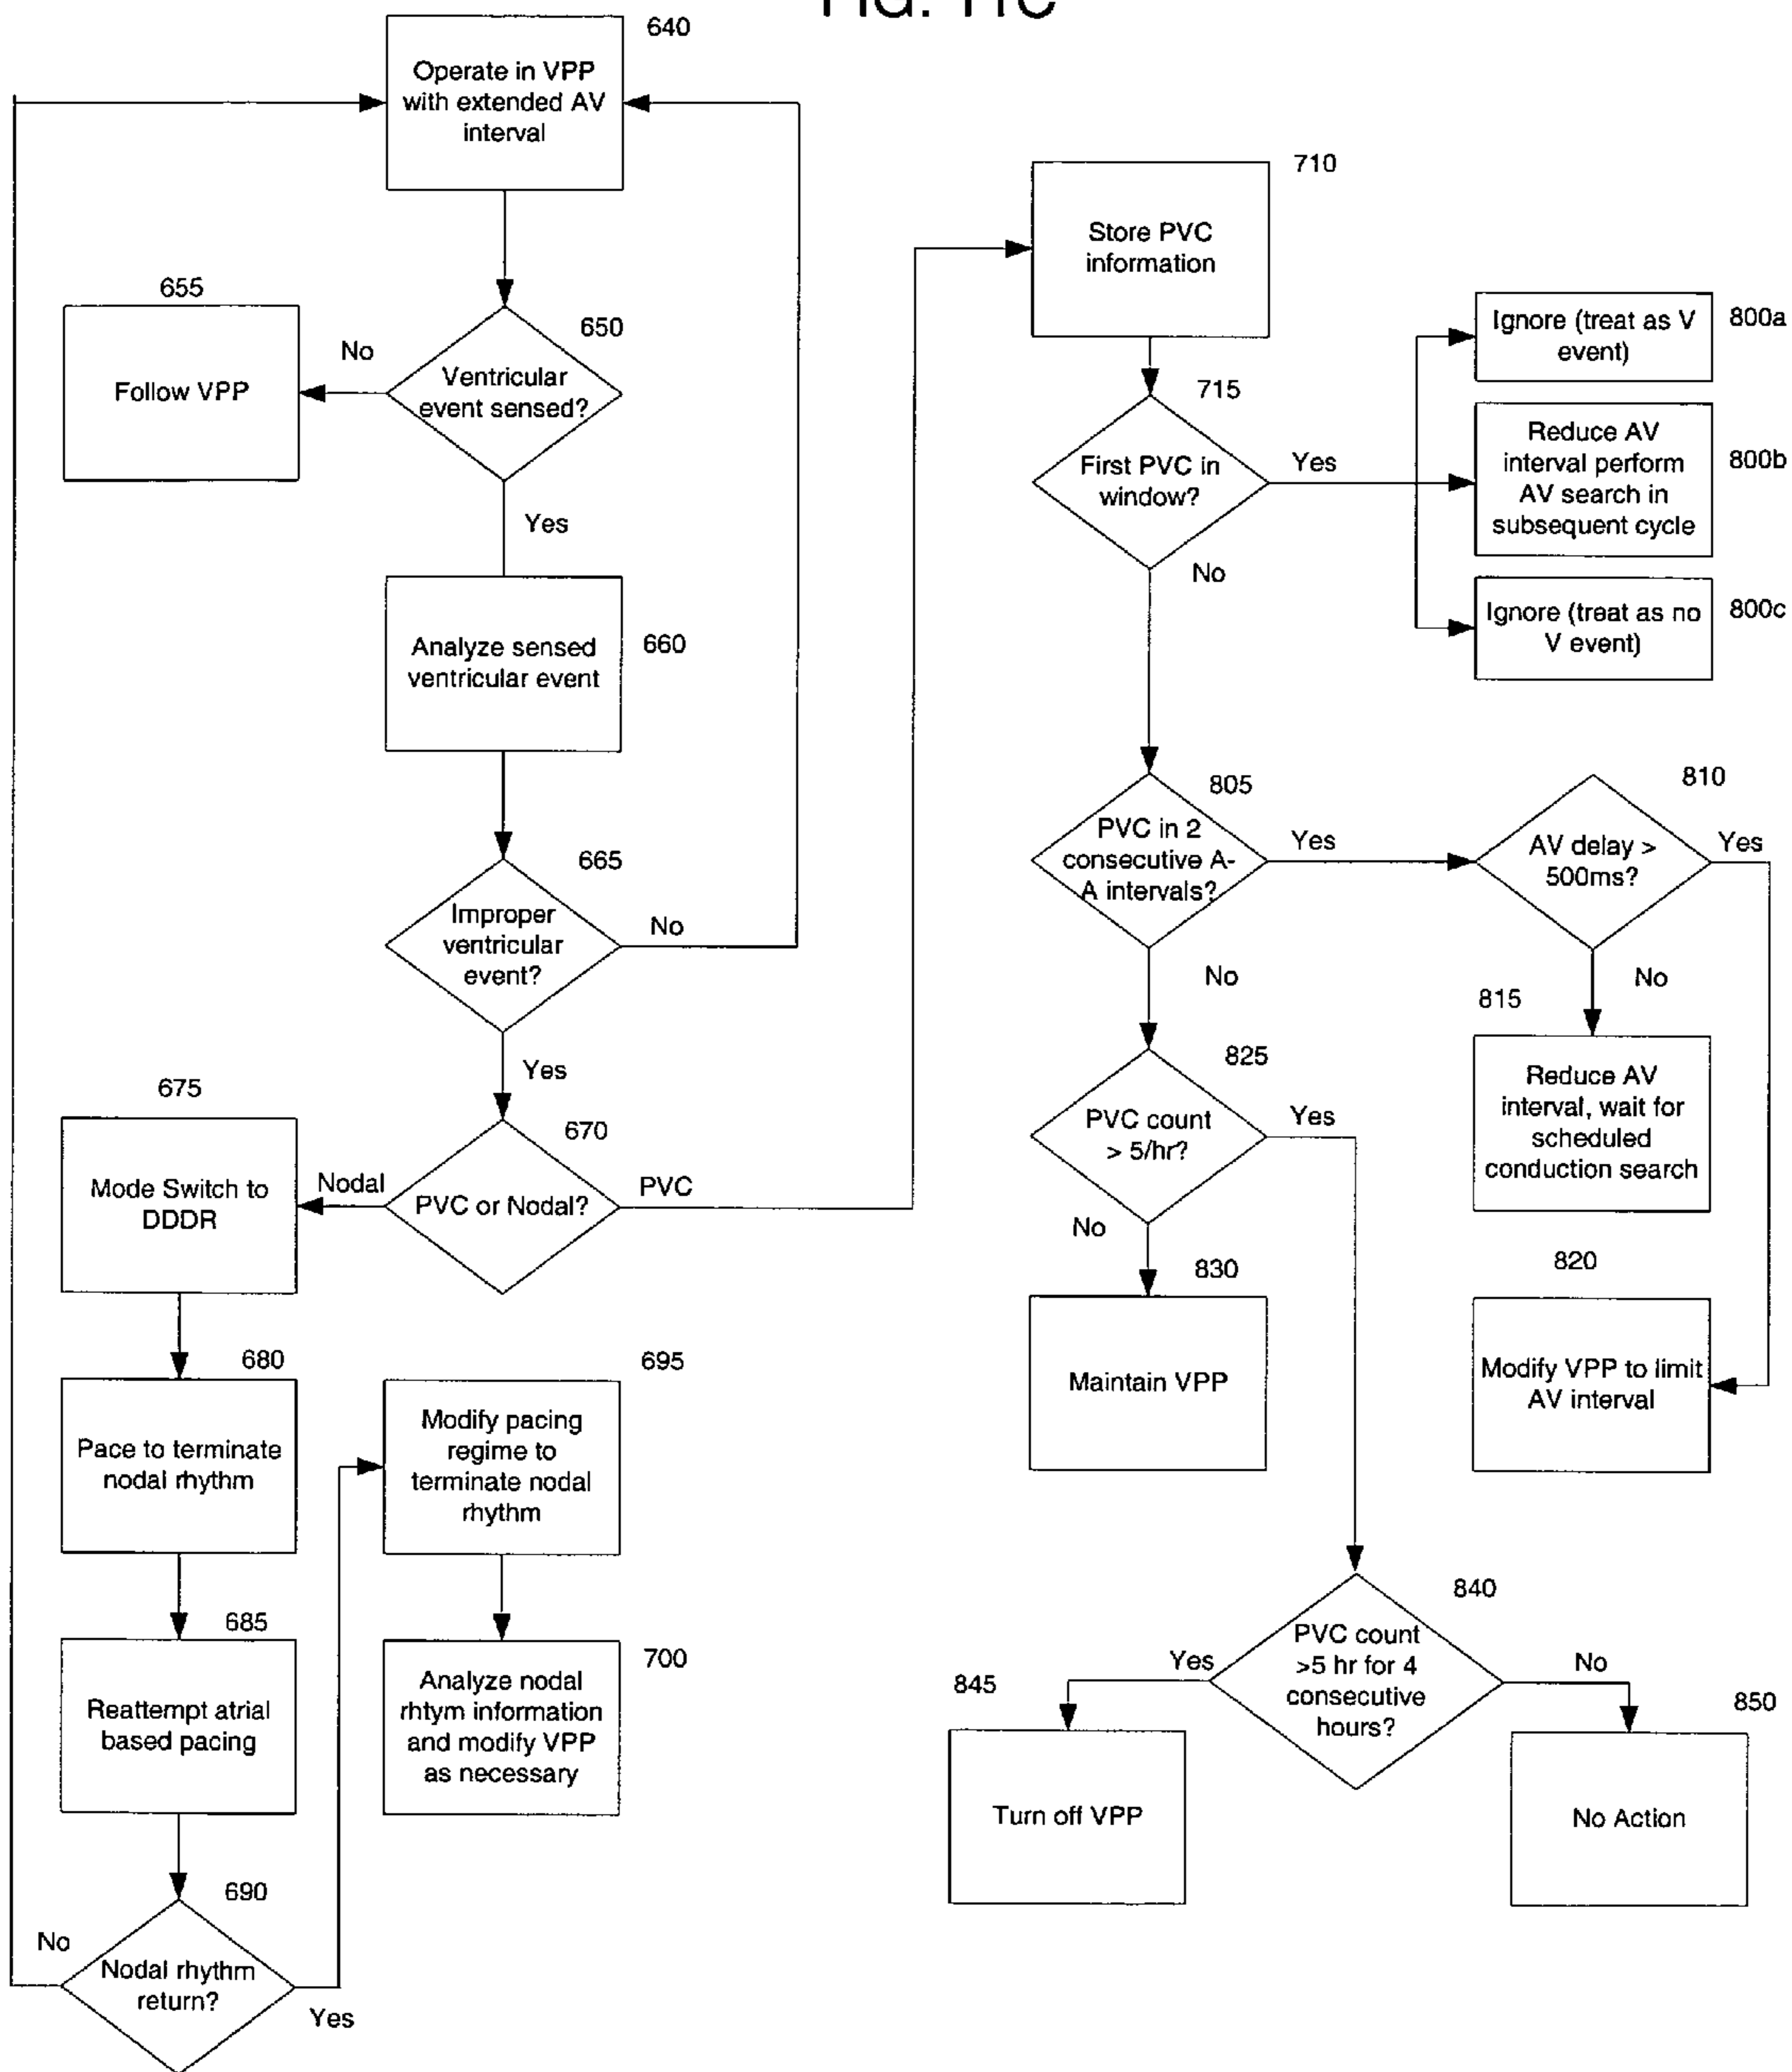 FIG. 11C
640
Operate in VPP
with extended AV
interval
655
Follow VPP
No
650
Ventricular
event sensed?
Yes
Analyze sensed
ventricular event
660
665
Improper
ventricular
event?
No
Yes
675
Mode Switch to
DDDR
Nodal
670
PVC or Nodal?
PVC
680
Pace to terminate
nodal rhythm
695
Modify pacing
regime to
terminate nodal
rhythm
685
Reattempt atrial
based pacing
700
Analyze nodal
rhtym information
and modify VPP
as necessary
690
No
Nodal rhythm
return?
Yes
710
Store PVC
information
715
First PVC in
window?
Yes
No
Ignore (treat as V
event)
800a
Reduce AV
interval perform
AV search in
subsequent cycle
800b
Ignore (treat as no
V event)
800c
805
PVC in 2
consecutive A-
A intervals?
Yes
No
810
AV delay >
500ms?
Yes
No
815
Reduce AV
interval, wait for
scheduled
conduction search
820
Modify VPP to limit
AV interval
825
PVC count
> 5/hr?
Yes
No
830
Maintain VPP
840
PVC count
>5 hr for 4
consecutive
hours?
Yes
No
845
Turn off VPP
850
No Action